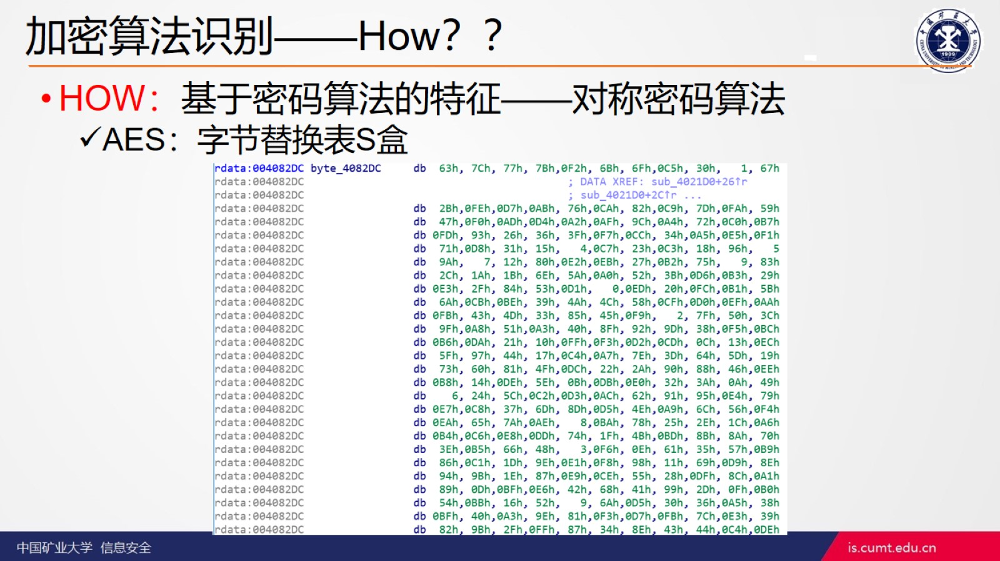 加密算法识别——How？？
•HOW：基于密码算法的特征——对称密码算法
✓AES：字节替换表S盒
rdata:004082DC byte_4082DC db 63h, 7Ch, 77h, 7Bh,0F2h, 6Bh, 6Fh,0C5h, 30h, 1, 67h
rdata:004082DC ; DATA XREF: sub_4021D0+26↑r
rdata:004082DC ; sub_4021D0+2C↑r ...
rdata:004082DC db 2Bh,0FEh,0D7h,0ABh, 76h,0CAh, 82h,0C9h, 7Dh,0FAh, 59h
rdata:004082DC db 47h,0F0h,0ADh,0D4h,0A2h,0AFh, 9Ch,0A4h, 72h,0C0h,0B7h
rdata:004082DC db 0FDh, 93h, 26h, 36h, 3Fh,0F7h,0CCh, 34h,0A5h,0E5h,0F1h
rdata:004082DC db 71h,0D8h, 31h, 15h, 4,0C7h, 23h,0C3h, 18h, 96h, 5
rdata:004082DC db 9Ah, 7, 12h, 80h,0E2h,0EBh, 27h,0B2h, 75h, 9, 83h
rdata:004082DC db 2Ch, 1Ah, 1Bh, 6Eh, 5Ah,0A0h, 52h, 3Bh,0D6h,0B3h, 29h
rdata:004082DC db 0E3h, 2Fh, 84h, 53h,0D1h, 0,0EDh, 20h,0FCh,0B1h, 5Bh
rdata:004082DC db 6Ah,0CBh,0BEh, 39h, 4Ah, 4Ch, 58h,0CFh,0D0h,0EFh,0AAh
rdata:004082DC db 0FBh, 43h, 4Dh, 33h, 85h, 45h,0F9h, 2, 7Fh, 50h, 3Ch
rdata:004082DC db 9Fh,0A8h, 51h,0A3h, 40h, 8Fh, 92h, 9Dh, 38h,0F5h,0BCh
rdata:004082DC db 0B6h,0DAh, 21h, 10h,0FFh,0F3h,0D2h,0CDh, 0Ch, 13h,0ECh
rdata:004082DC db 5Fh, 97h, 44h, 17h,0C4h,0A7h, 7Eh, 3Dh, 64h, 5Dh, 19h
rdata:004082DC db 73h, 60h, 81h, 4Fh,0DCh, 22h, 2Ah, 90h, 88h, 46h,0EEh
rdata:004082DC db 0B8h, 14h,0DEh, 5Eh, 0Bh,0DBh,0E0h, 32h, 3Ah, 0Ah, 49h
rdata:004082DC db 6, 24h, 5Ch,0C2h,0D3h,0ACh, 62h, 91h, 95h,0E4h, 79h
rdata:004082DC db 0E7h,0C8h, 37h, 6Dh, 8Dh,0D5h, 4Eh,0A9h, 6Ch, 56h,0F4h
rdata:004082DC db 0EAh, 65h, 7Ah,0AEh, 8,0BAh, 78h, 25h, 2Eh, 1Ch,0A6h
rdata:004082DC db 0B4h,0C6h,0E8h,0DDh, 74h, 1Fh, 4Bh,0BDh, 8Bh, 8Ah, 70h
rdata:004082DC db 3Eh,0B5h, 66h, 48h, 3,0F6h, 0Eh, 61h, 35h, 57h,0B9h
rdata:004082DC db 86h,0C1h, 1Dh, 9Eh,0E1h,0F8h, 98h, 11h, 69h,0D9h, 8Eh
rdata:004082DC db 94h, 9Bh, 1Eh, 87h,0E9h,0CEh, 55h, 28h,0DFh, 8Ch,0A1h
rdata:004082DC db 89h, 0Dh,0BFh,0E6h, 42h, 68h, 41h, 99h, 2Dh, 0Fh,0B0h
rdata:004082DC db 54h,0BBh, 16h, 52h, 9, 6Ah,0D5h, 30h, 36h,0A5h, 38h
rdata:004082DC db 0BFh, 40h,0A3h, 9Eh, 81h,0F3h,0D7h,0FBh, 7Ch,0E3h, 39h
rdata:004082DC db 82h, 9Bh, 2Fh,0FFh, 87h, 34h, 8Eh, 43h, 44h,0C4h,0DEh
中国矿业大学 信息安全
is.cumt.edu.cn
中国矿业大学
CHINA UNIVERSITY OF MINING AND TECHNOLOGY
1909